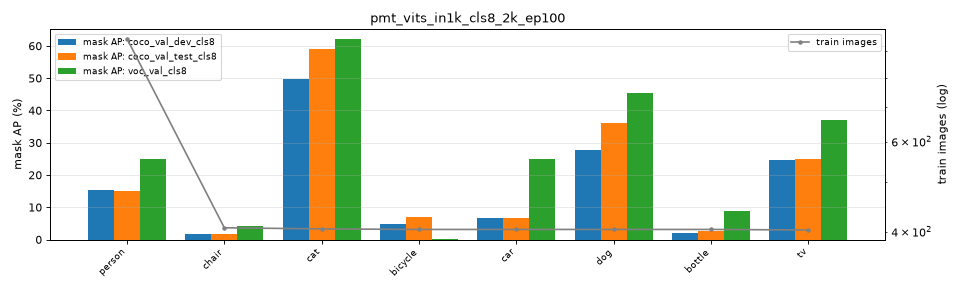 pmt_vits_in1k_cls8_2k_ep100
mask AP: coco_val_dev_cls8
mask AP: coco_val_test_cls8
mask AP: voc_val_cls8
train images
mask AP (%)
60
50
40
30
20
10
0
train images (log)
6 × 10²
4 × 10²
person
chair
cat
bicycle
car
dog
bottle
tv